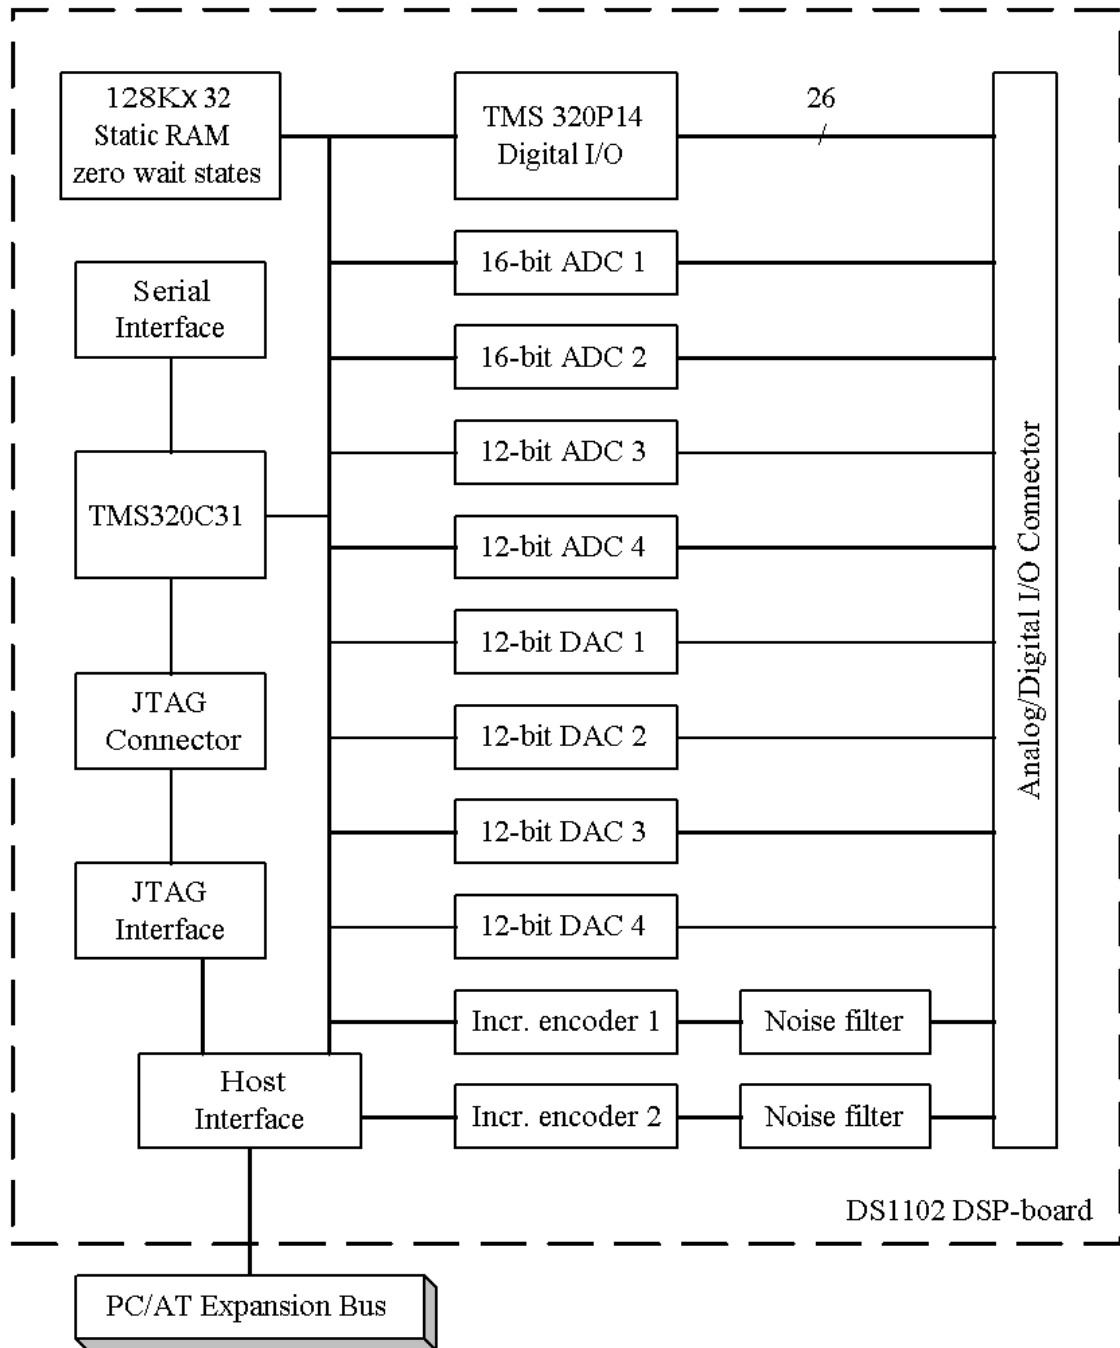 128Kx 32
Static RAM
zero wait states
TMS 320P14
Digital I/O
26
16-bit ADC 1
Serial
Interface
16-bit ADC 2
12-bit ADC 3
TMS320C31
12-bit ADC 4
12-bit DAC 1
JTAG
Connector
12-bit DAC 2
12-bit DAC 3
JTAG
Interface
12-bit DAC 4
Incr. encoder 1
Noise filter
Host
Interface
Incr. encoder 2
Noise filter
Analog/Digital I/O Connector
DS1102 DSP-board
PC/AT Expansion Bus